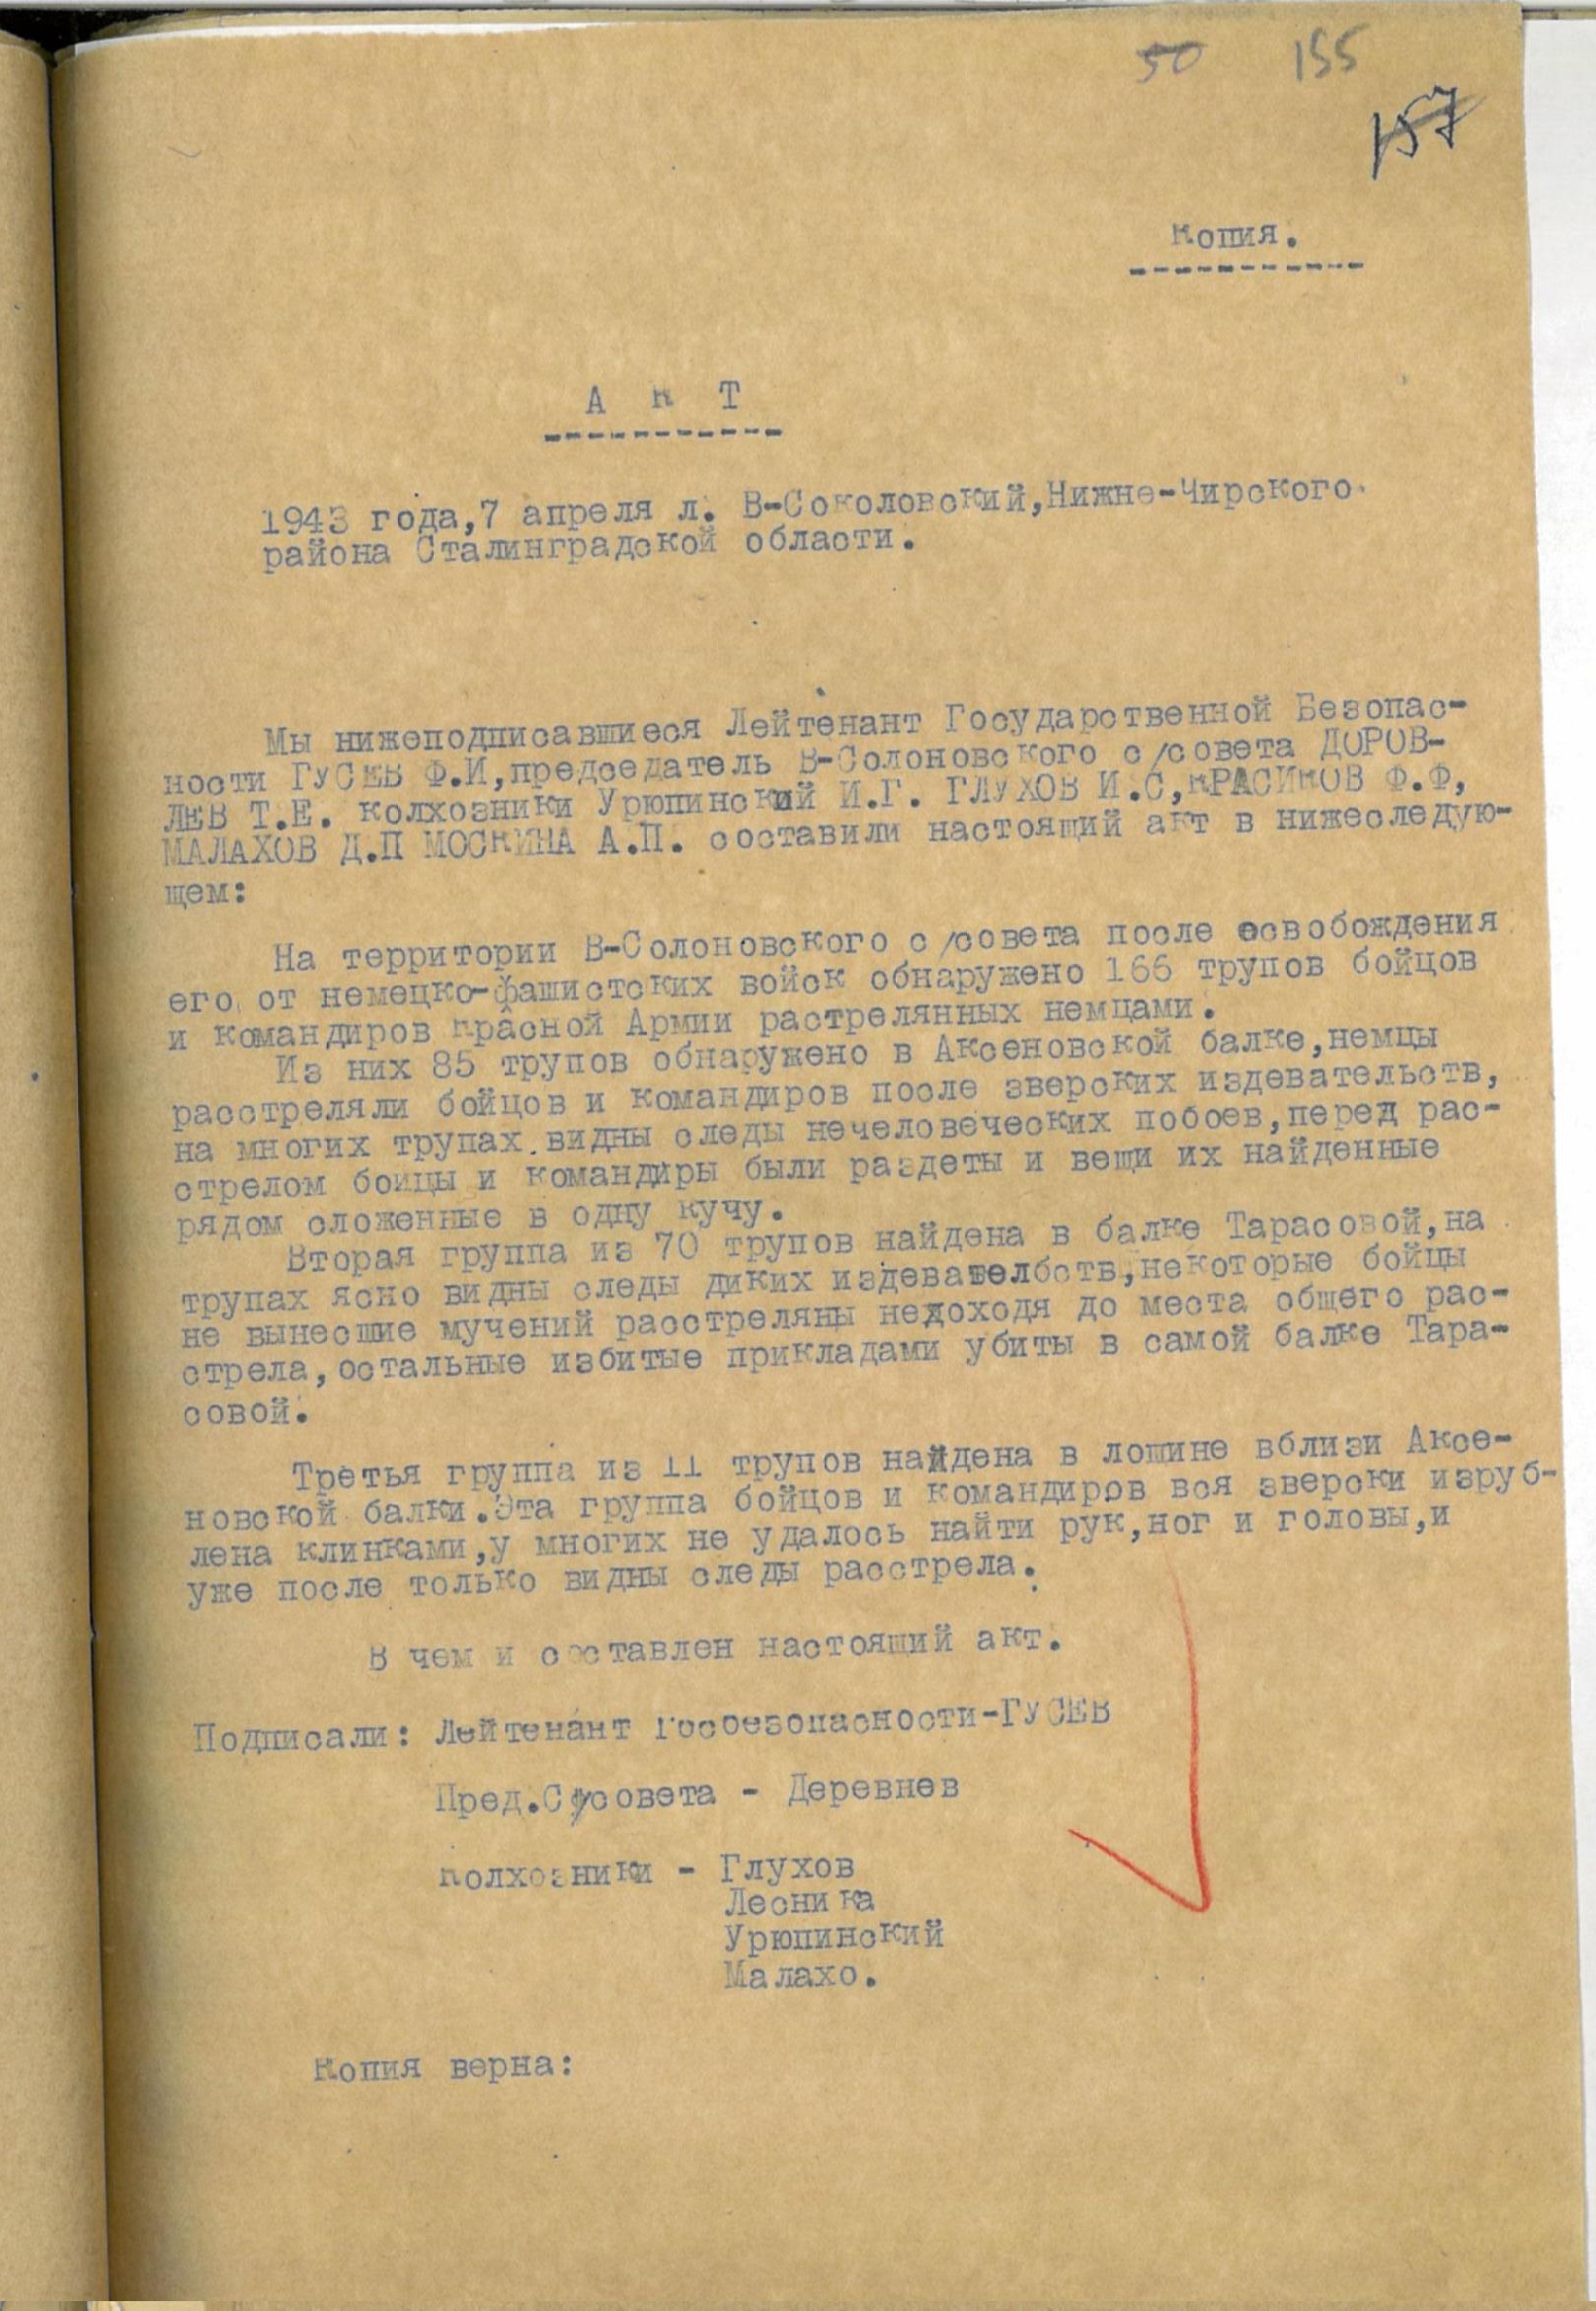 50 155
157
Копия.
А К Т
1943 года,7 апреля л. В-Соколовский,Нижне-Чирского
района Сталинградской области.
Мы нижеподписавшиеся Лейтенант Государственной Безопас-
ности ГУСЕВ Ф.И,председатель В-Солоновского с/совета ДОРОВ-
ЛЕВ Т.Е. колхозники Урюпинский И.Г. ГЛУХОВ И.С,КРАСИКОВ Ф.Ф,
МАЛАХОВ Д.П МОСКИНА А.П. составили настоящий акт в нижеследую-
щем:
На территории В-Солоновского с/совета после освобождения
его от немецко-фашистских войск обнаружено 166 трупов бойцов
и командиров Красной Армии растрелянных немцами.
Из них 85 трупов обнаружено в Аксеновской балке,немцы
расстреляли бойцов и командиров после зверских издевательств,
на многих трупах видны следы нечеловеческих побоев,перед рас-
стрелом бойцы и командиры были раздеты и вещи их найденные
рядом сложенные в одну кучу.
Вторая группа из 70 трупов найдена в балке Тарасовой,на
трупах ясно видны следы диких издевателбств,некоторые бойцы
не вынесшие мучений расстреляны недоходя до места общего рас-
стрела,остальные избитые прикладами убиты в самой балке Тара-
совой.
Третья группа из 11 трупов найдена в лощине вблизи Аксе-
новской балки.Эта группа бойцов и командиров вся зверски изруб-
лена клинками,у многих не удалось найти рук,ног и головы,и
уже после только видны следы расстрела.
В чем и составлен настоящий акт.
Подписали: Лейтенант Госбезопасности-ГУСЕВ
Пред.С/совета - Деревнев
Колхозники - Глухов
Лесника
Урюпинский
Малахо.
Копия верна: